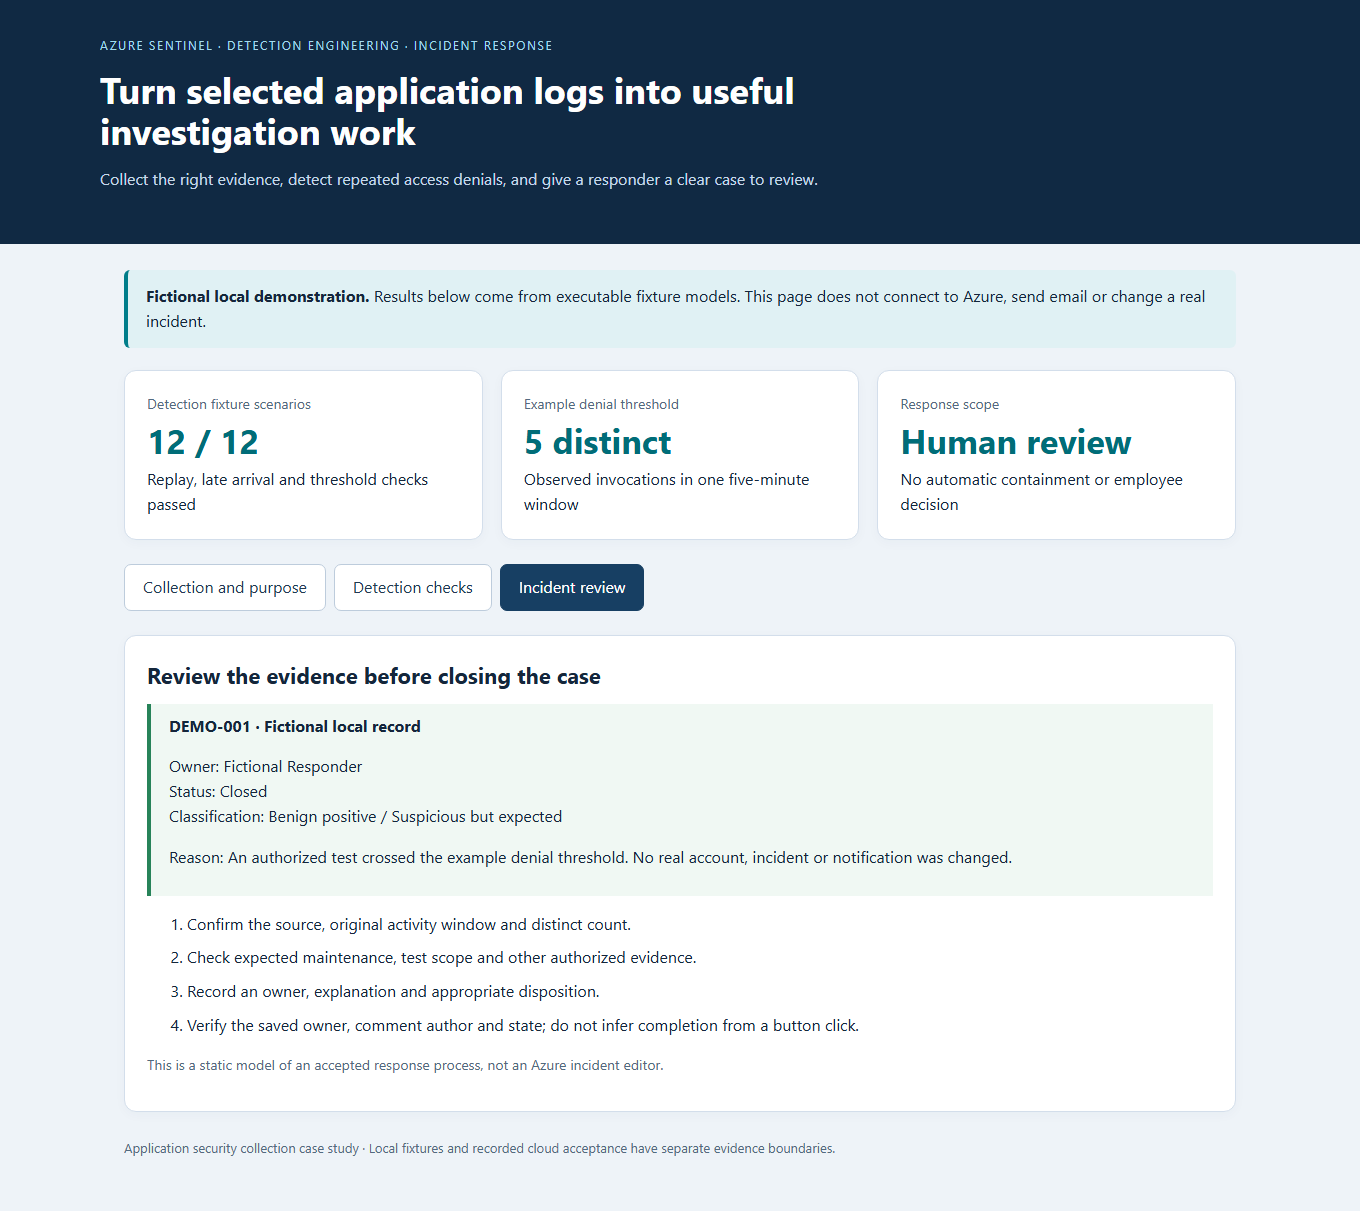 AZURE SENTINEL · DETECTION ENGINEERING · INCIDENT RESPONSE
Turn selected application logs into useful
investigation work
Collect the right evidence, detect repeated access denials, and give a responder a clear case to review.
Fictional local demonstration. Results below come from executable fixture models. This page does not connect to Azure, send email or change a real
incident.
Detection fixture scenarios
12 / 12
Replay, late arrival and threshold checks
passed
Example denial threshold
5 distinct
Observed invocations in one five-minute
window
Response scope
Human review
No automatic containment or employee
decision
Collection and purpose
Detection checks
Incident review
Review the evidence before closing the case
DEMO-001 · Fictional local record
Owner: Fictional Responder
Status: Closed
Classification: Benign positive / Suspicious but expected
Reason: An authorized test crossed the example denial threshold. No real account, incident or notification was changed.
1. Confirm the source, original activity window and distinct count.
2. Check expected maintenance, test scope and other authorized evidence.
3. Record an owner, explanation and appropriate disposition.
4. Verify the saved owner, comment author and state; do not infer completion from a button click.
This is a static model of an accepted response process, not an Azure incident editor.
Application security collection case study · Local fixtures and recorded cloud acceptance have separate evidence boundaries.